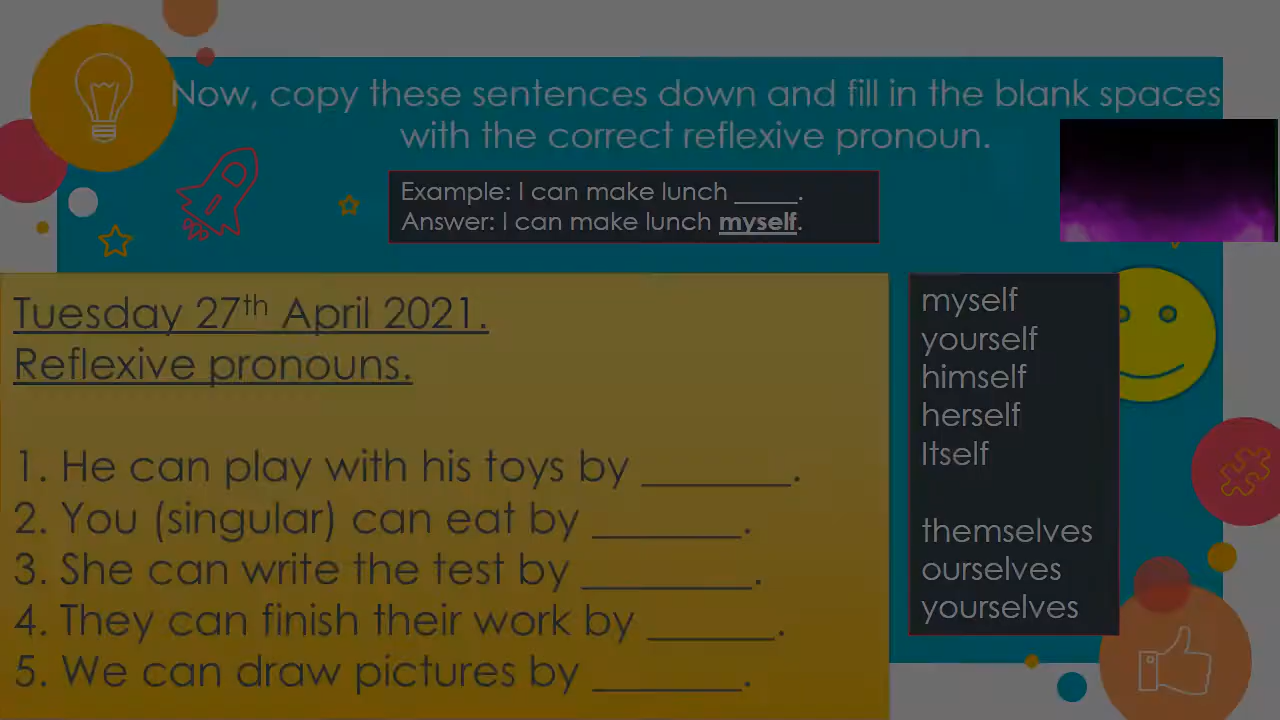 Now, copy these sentences down and fill in the blank spaces
with the correct reflexive pronoun.
Example: I can make lunch _____.
Answer: I can make lunch myself.
Tuesday 27th April 2021.
Reflexive pronouns.
1. He can play with his toys by _______.
2. You (singular) can eat by _______.
3. She can write the test by ________.
4. They can finish their work by ______.
5. We can draw pictures by _______.
myself
yourself
himself
herself
Itself
themselves
ourselves
yourselves